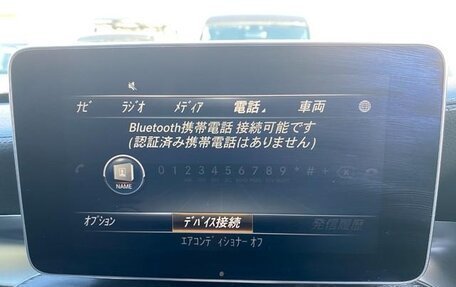 ナビ ラジオ メディア 電話 車両
Bluetooth携帯電話 接続可能です
(認証済み携帯電話はありません)
0 1 2 3 4 5 6 7 8 9 * # +
NAME
オプション デバイス接続 発信履歴
エアコンディショナー オフ